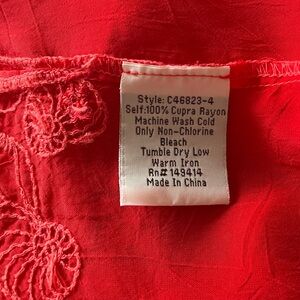 Style: C46823-4
Self:100% Cupra Rayon
Machine Wash Cold
Only Non-Chlorine
Bleach
Tumble Dry Low
Warm Iron
Rn# 149414
Made In China